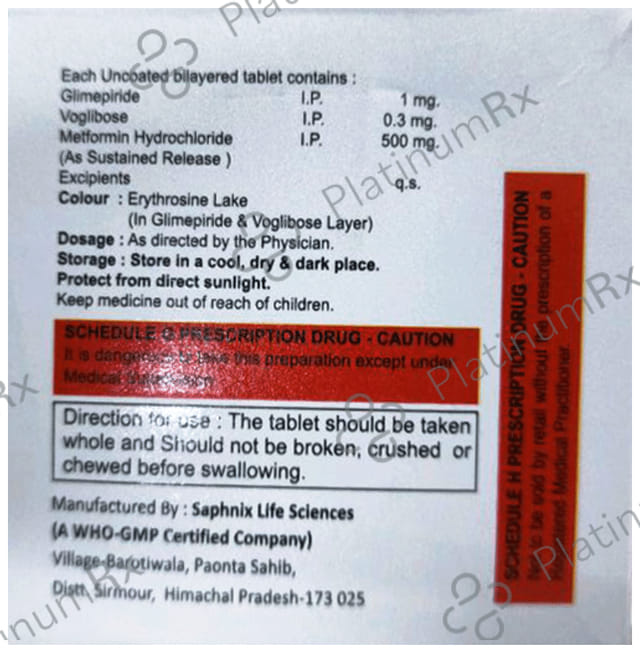 Each Uncoated bilayered tablet contains :
Glimepiride I.P. 1 mg.
Voglibose I.P. 0.3 mg.
Metformin Hydrochloride I.P. 500 mg.
(As Sustained Release )
Excipients q.s.
Colour : Erythrosine Lake
(In Glimepiride & Voglibose Layer)
Dosage : As directed by the Physician.
Storage : Store in a cool, dry & dark place.
Protect from direct sunlight.
Keep medicine out of reach of children.
SCHEDULE G PRESCRIPTION DRUG - CAUTION
It is dangerous to take this preparation except under
Medical Supervision
Direction for use : The tablet should be taken
whole and Should not be broken, crushed or
chewed before swallowing.
Manufactured By : Saphnix Life Sciences
(A WHO-GMP Certified Company)
Village-Barotiwala, Paonta Sahib,
Distt. Sirmour, Himachal Pradesh-173 025
SCHEDULE H PRESCRIPTION DRUG - CAUTION
Not to be sold by retail without prescription of a
Registered Medical Practitioner.
PlatinumRx
PlatinumRx
Platin
inumRx
Pla
Rx